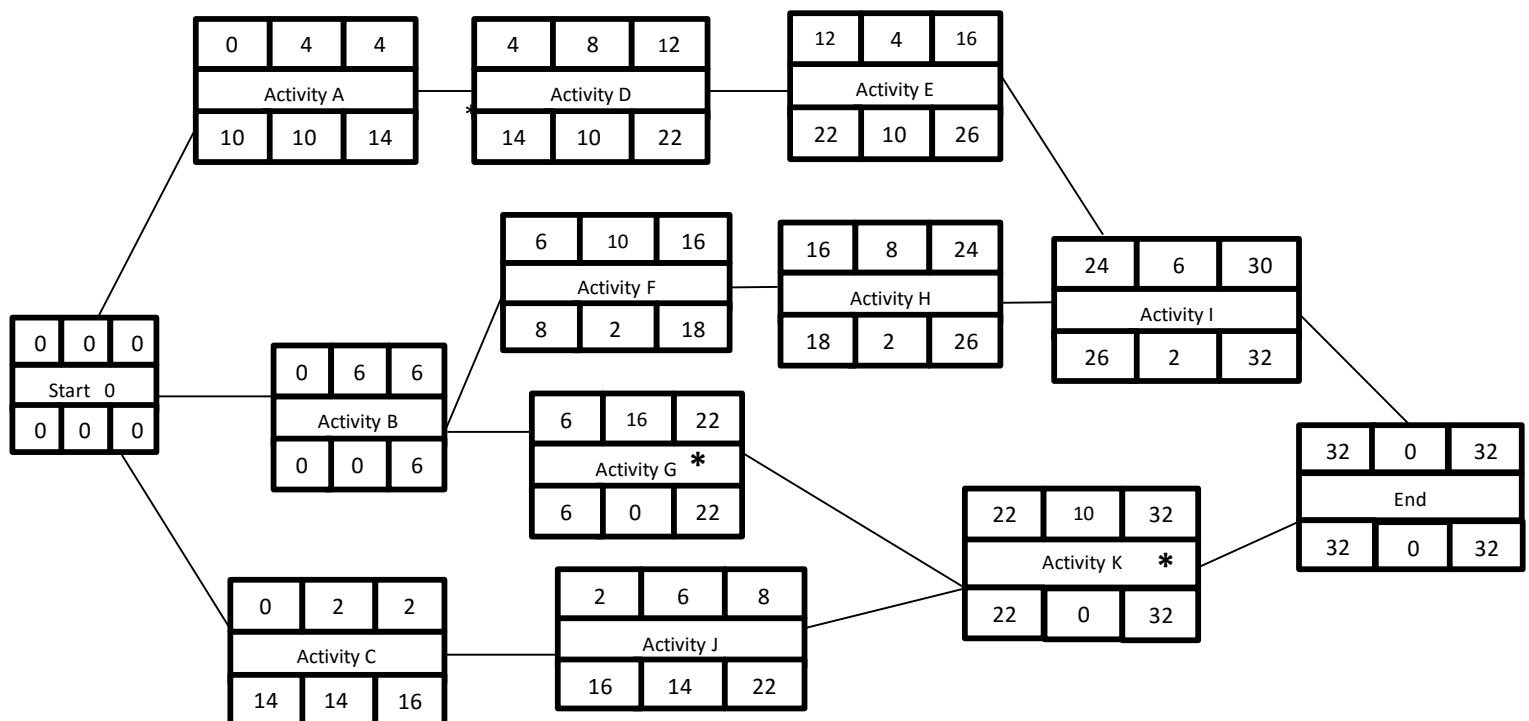 0 4 4
Activity A
10 10 14
4 8 12
Activity D
*
14 10 22
12 4 16
Activity E
22 10 26
6 10 16
Activity F
8 2 18
16 8 24
Activity H
18 2 26
24 6 30
Activity I
26 2 32
0 0 0
Start 0
0 0 0
0 6 6
Activity B
0 0 6
6 16 22
Activity G *
6 0 22
22 10 32
Activity K *
22 0 32
32 0 32
End
32 0 32
0 2 2
Activity C
14 14 16
2 6 8
Activity J
16 14 22